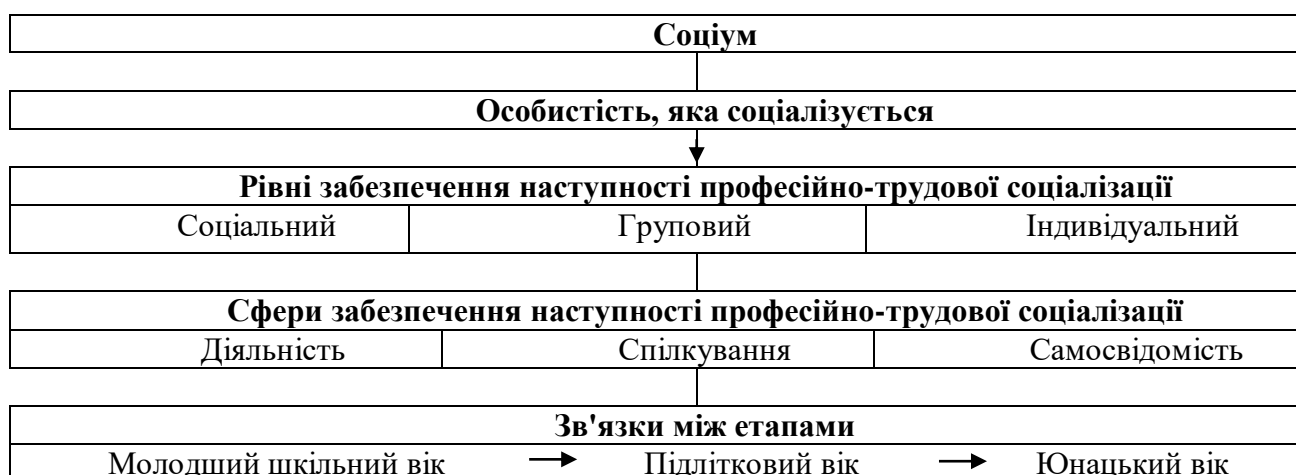 Соціум
Особистість, яка соціалізується
Рівні забезпечення наступності професійно-трудової соціалізації
Соціальний Груповий Індивідуальний
Сфери забезпечення наступності професійно-трудової соціалізації
Діяльність Спілкування Самосвідомість
Зв'язки між етапами
Молодший шкільний вік Підлітковий вік Юнацький вік